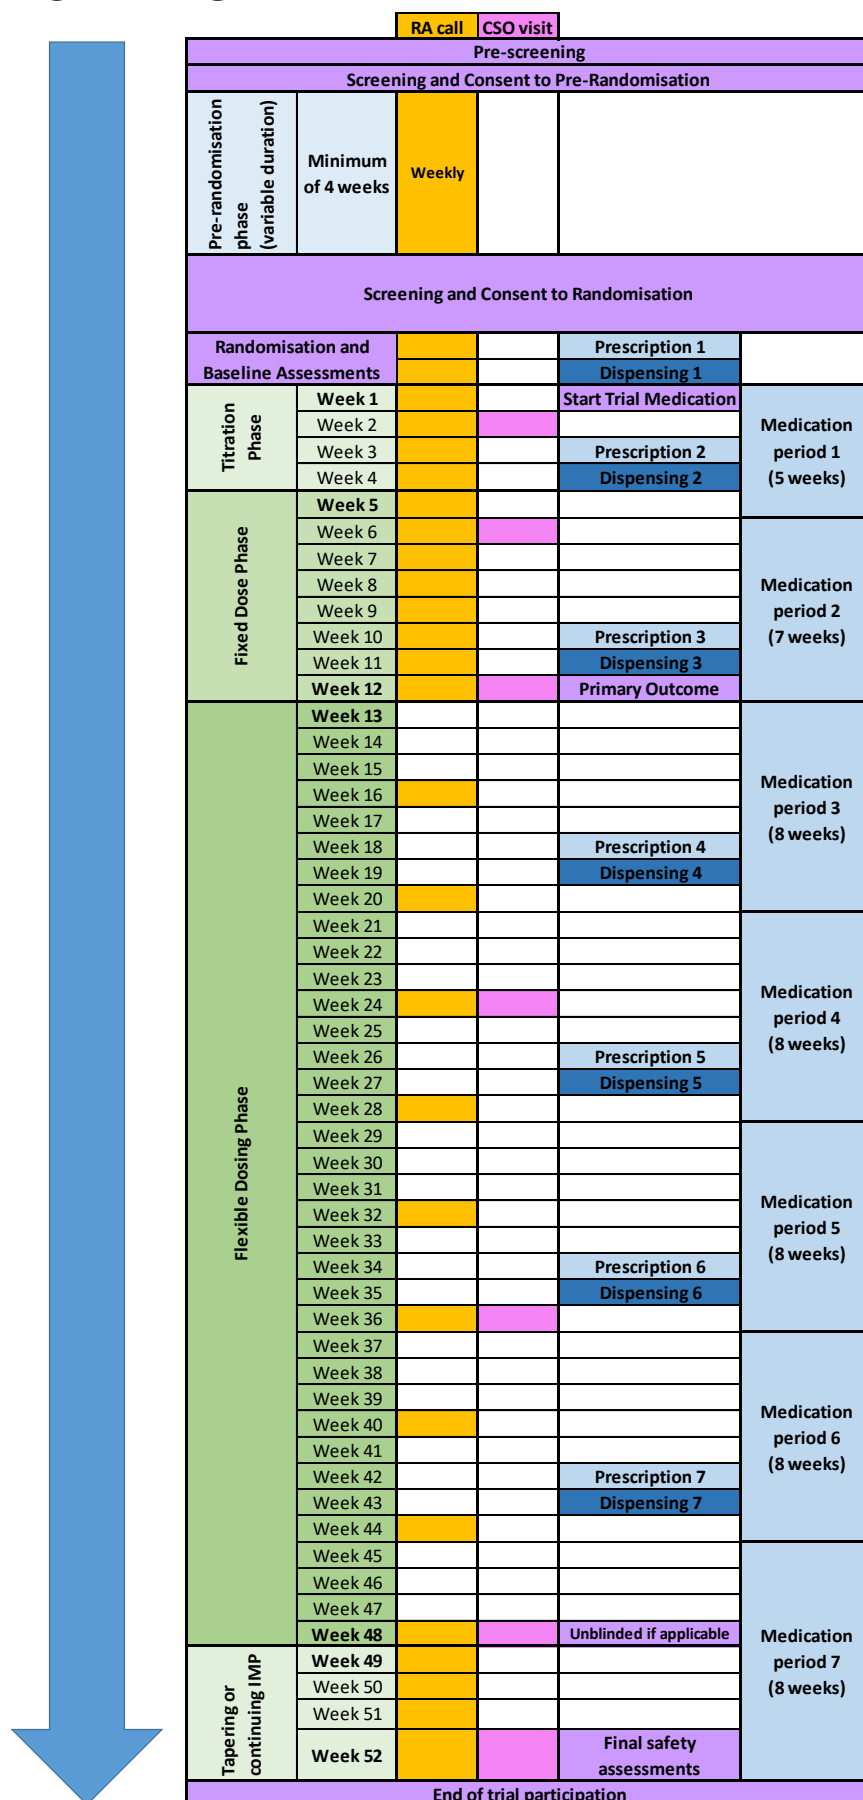 RA call CSO visit
Pre-screening
Screening and Consent to Pre-Randomisation
Pre-randomisation
phase
(variable duration)
Minimum
of 4 weeks
Weekly
Screening and Consent to Randomisation
Randomisation and
Baseline Assessments
Prescription 1
Dispensing 1
Titration
Phase
Week 1 Start Trial Medication
Week 2
Week 3 Prescription 2
Week 4 Dispensing 2
Medication
period 1
(5 weeks)
Fixed Dose Phase
Week 5
Week 6
Week 7
Week 8
Week 9
Week 10 Prescription 3
Week 11 Dispensing 3
Week 12 Primary Outcome
Medication
period 2
(7 weeks)
Flexible Dosing Phase
Week 13
Week 14
Week 15
Week 16
Week 17
Week 18 Prescription 4
Week 19 Dispensing 4
Week 20
Medication
period 3
(8 weeks)
Week 21
Week 22
Week 23
Week 24
Week 25
Week 26 Prescription 5
Week 27 Dispensing 5
Week 28
Medication
period 4
(8 weeks)
Week 29
Week 30
Week 31
Week 32
Week 33
Week 34 Prescription 6
Week 35 Dispensing 6
Week 36
Medication
period 5
(8 weeks)
Week 37
Week 38
Week 39
Week 40
Week 41
Week 42 Prescription 7
Week 43 Dispensing 7
Week 44
Medication
period 6
(8 weeks)
Week 45
Week 46
Week 47
Week 48 Unblinded if applicable
Tapering or
continuing IMP
Week 49
Week 50
Week 51
Week 52
Final safety
assessments
Medication
period 7
(8 weeks)
End of trial participation